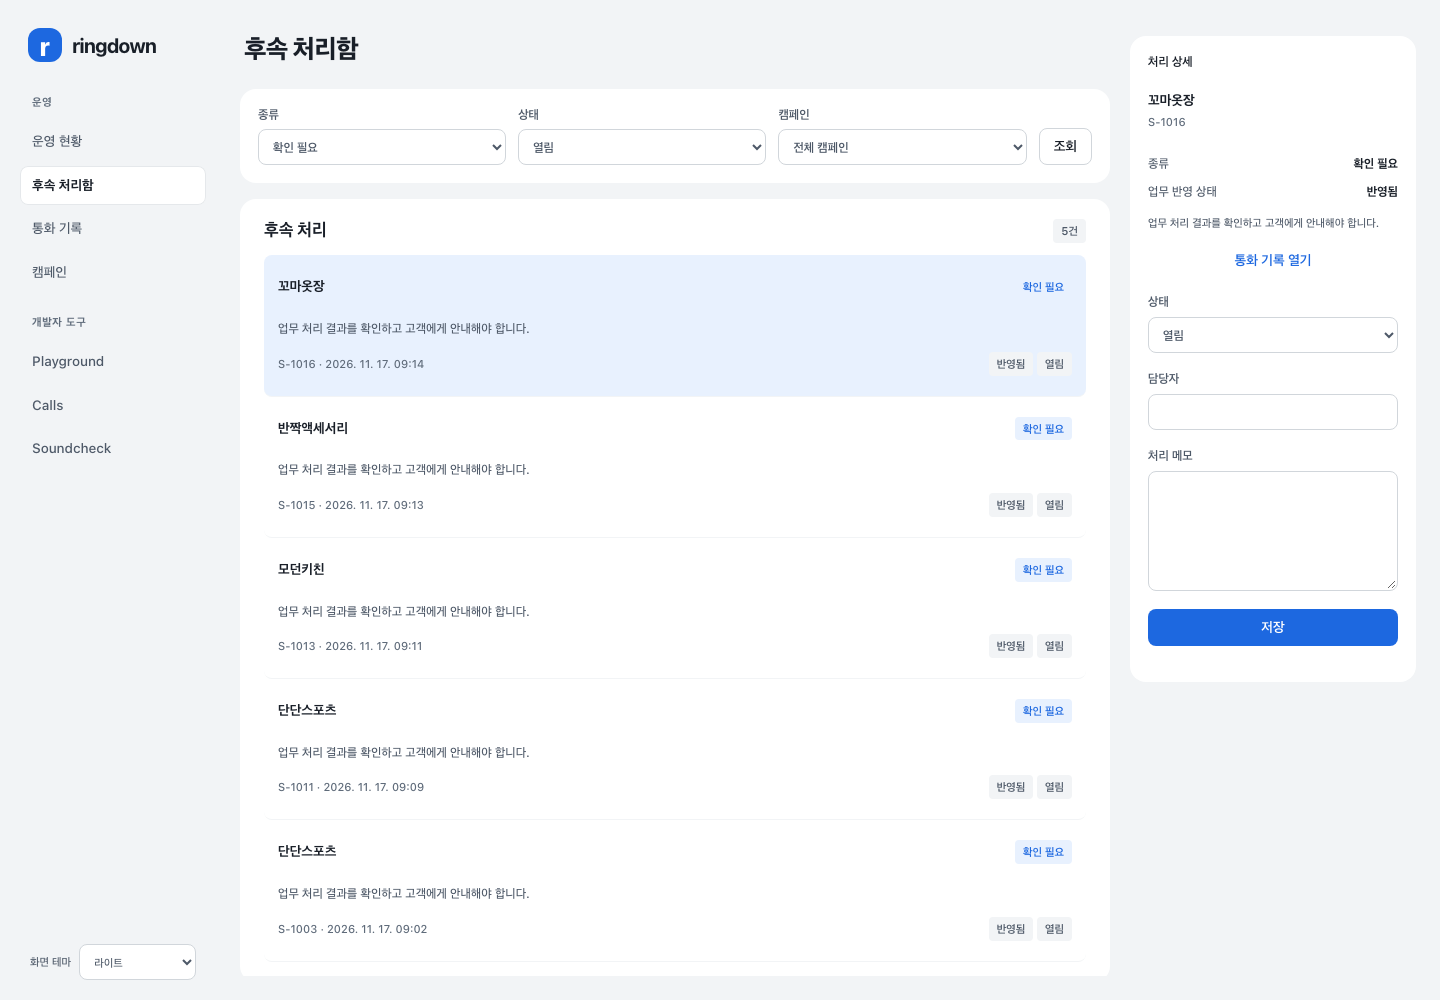 r ringdown
운영
운영 현황
후속 처리함
통화 기록
캠페인
개발자 도구
Playground
Calls
Soundcheck
화면 테마 라이트
후속 처리함
종류 상태 캠페인
확인 필요 열림 전체 캠페인 조회
후속 처리 5건
꼬마옷장 확인 필요
업무 처리 결과를 확인하고 고객에게 안내해야 합니다.
S-1016 · 2026. 11. 17. 09:14 반영됨 열림
반짝액세서리 확인 필요
업무 처리 결과를 확인하고 고객에게 안내해야 합니다.
S-1015 · 2026. 11. 17. 09:13 반영됨 열림
모던키친 확인 필요
업무 처리 결과를 확인하고 고객에게 안내해야 합니다.
S-1013 · 2026. 11. 17. 09:11 반영됨 열림
단단스포츠 확인 필요
업무 처리 결과를 확인하고 고객에게 안내해야 합니다.
S-1011 · 2026. 11. 17. 09:09 반영됨 열림
단단스포츠 확인 필요
업무 처리 결과를 확인하고 고객에게 안내해야 합니다.
S-1003 · 2026. 11. 17. 09:02 반영됨 열림
처리 상세
꼬마옷장
S-1016
종류 확인 필요
업무 반영 상태 반영됨
업무 처리 결과를 확인하고 고객에게 안내해야 합니다.
통화 기록 열기
상태
열림
담당자
처리 메모
저장